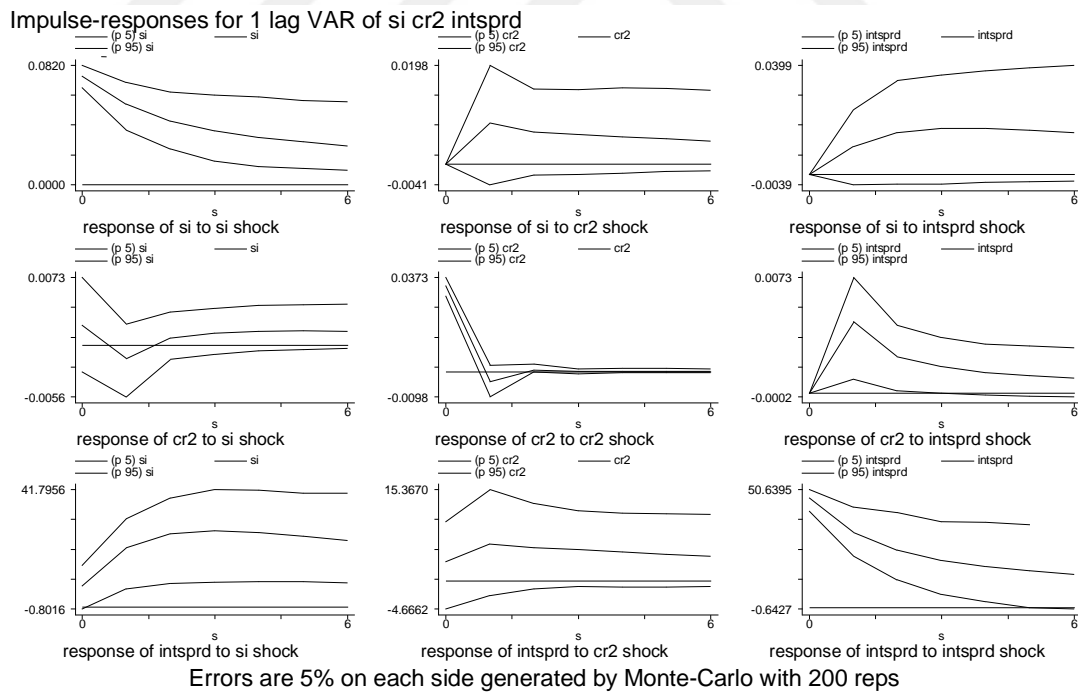 Impulse-responses for 1 lag VAR of si cr2 intsprd
(p 5) si si
(p 95) si
0.0820
0.0000
0 6
s
response of si to si shock
(p 5) cr2 cr2
(p 95) cr2
0.0198
-0.0041
0 6
s
response of si to cr2 shock
(p 5) intsprd intsprd
(p 95) intsprd
0.0399
-0.0039
0 6
s
response of si to intsprd shock
(p 5) si si
(p 95) si
0.0073
-0.0056
0 6
s
response of cr2 to si shock
(p 5) cr2 cr2
(p 95) cr2
0.0373
-0.0098
0 6
s
response of cr2 to cr2 shock
(p 5) intsprd intsprd
(p 95) intsprd
0.0073
-0.0002
0 6
s
response of cr2 to intsprd shock
(p 5) si si
(p 95) si
41.7956
-0.8016
0 6
s
response of intsprd to si shock
(p 5) cr2 cr2
(p 95) cr2
15.3670
-4.6662
0 6
s
response of intsprd to cr2 shock
(p 5) intsprd intsprd
(p 95) intsprd
50.6395
-0.6427
0 6
s
response of intsprd to intsprd shock
Errors are 5% on each side generated by Monte-Carlo with 200 reps